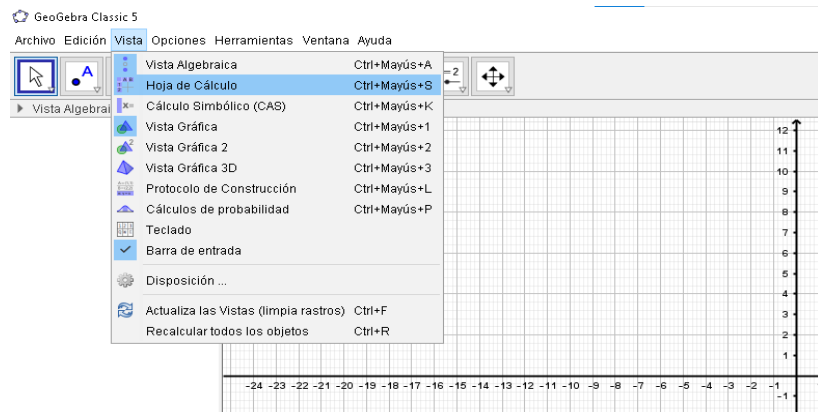 GeoGebra Classic 5
Archivo Edición Vista Opciones Herramientas Ventana Ayuda
A =2
Vista Algebrai
Vista Algebraica Ctrl+Mayús+A
Hoja de Cálculo Ctrl+Mayús+S
x= Cálculo Simbólico (CAS) Ctrl+Mayús+K
Vista Gráfica Ctrl+Mayús+1
2 Vista Gráfica 2 Ctrl+Mayús+2
Vista Gráfica 3D Ctrl+Mayús+3
Protocolo de Construcción Ctrl+Mayús+L
Cálculos de probabilidad Ctrl+Mayús+P
Teclado
Barra de entrada
Disposición ...
Actualiza las Vistas (limpia rastros) Ctrl+F
Recalcular todos los objetos Ctrl+R
12
11
10
9
8
7
6
5
4
3
2
1
-24 -23 -22 -21 -20 -19 -18 -17 -16 -15 -14 -13 -12 -11 -10 -9 -8 -7 -6 -5 -4 -3 -2 -1
-1